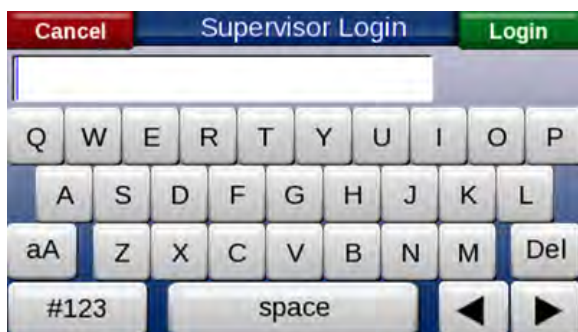 Cancel Supervisor Login Login
Q W E R T Y U I O P
A S D F G H J K L
aA Z X C V B N M Del
#123 space ◀ ▶